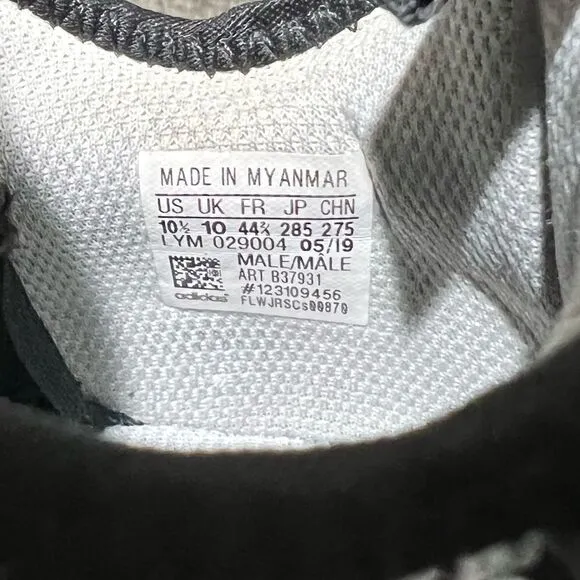 MADE IN MYANMAR
US UK FR JP CHN
10½ 10 44⅔ 285 275
LYM 029004 05/19
MALE/MÂLE
ART B37931
#123109456
adidas FLWJRSCs00870